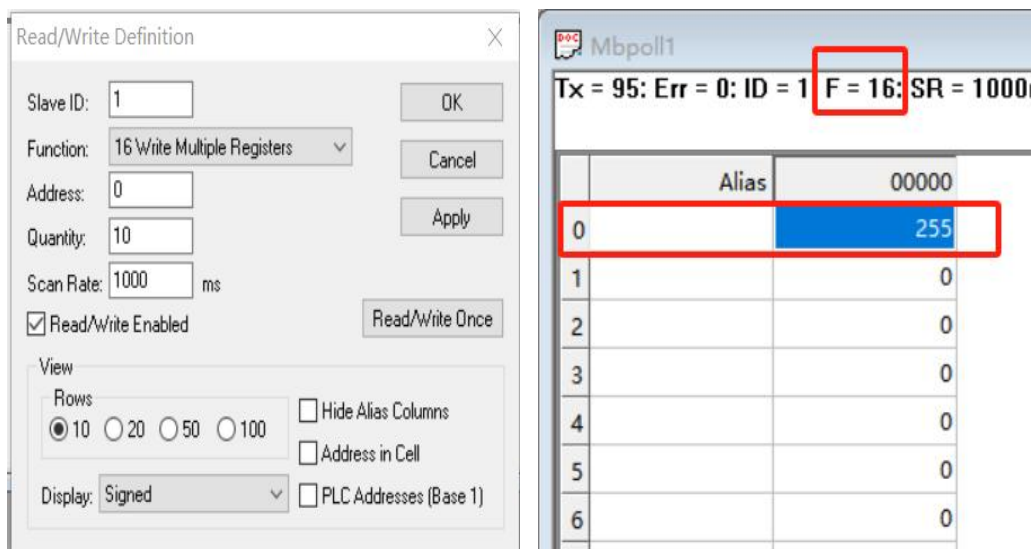 Read/Write Definition
Slave ID: 1
OK
Function: 16 Write Multiple Registers
Cancel
Address: 0
Apply
Quantity: 10
Scan Rate: 1000 ms
Read/Write Enabled
Read/Write Once
View
Rows
10 20 50 100
Hide Alias Columns
Address in Cell
Display: Signed
PLC Addresses (Base 1)
Mbpoll1
Tx = 95: Err = 0: ID = 1 F = 16: SR = 1000
Alias 00000
0 255
1 0
2 0
3 0
4 0
5 0
6 0